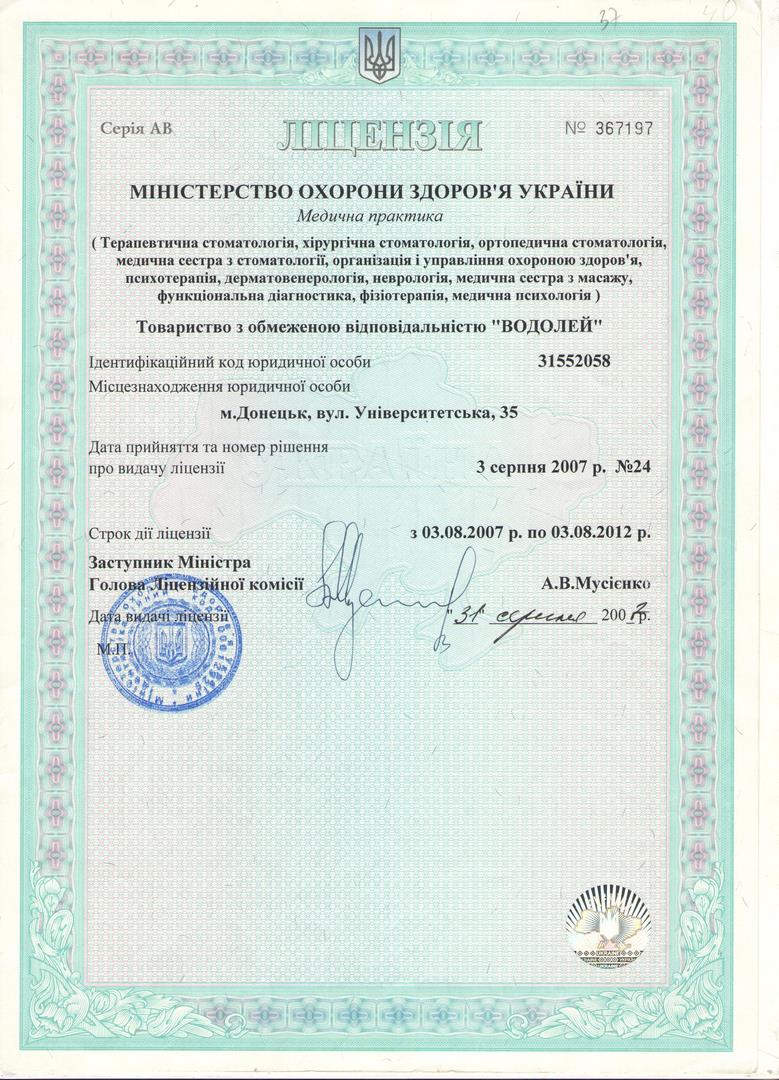 37
Серія АВ
ЛІЦЕНЗІЯ
№ 367197
МІНІСТЕРСТВО ОХОРОНИ ЗДОРОВ'Я УКРАЇНИ
Медична практика
( Терапевтична стоматологія, хірургічна стоматологія, ортопедична стоматологія,
медична сестра з стоматології, організація і управління охороною здоров'я,
психотерапія, дерматовенерологія, неврологія, медична сестра з масажу,
функціональна діагностика, фізіотерапія, медична психологія )
Товариство з обмеженою відповідальністю "ВОДОЛЕЙ"
Ідентифікаційний код юридичної особи 31552058
Місцезнаходження юридичної особи
м.Донецьк, вул. Університетська, 35
Дата прийняття та номер рішення
про видачу ліцензії 3 серпня 2007 р. №24
Строк дії ліцензії з 03.08.2007 р. по 03.08.2012 р.
Заступник Міністра
Голова Ліцензійної комісії А.В.Мусієнко
Дата видачі ліцензії "31" серпня 2007р.
М.П.